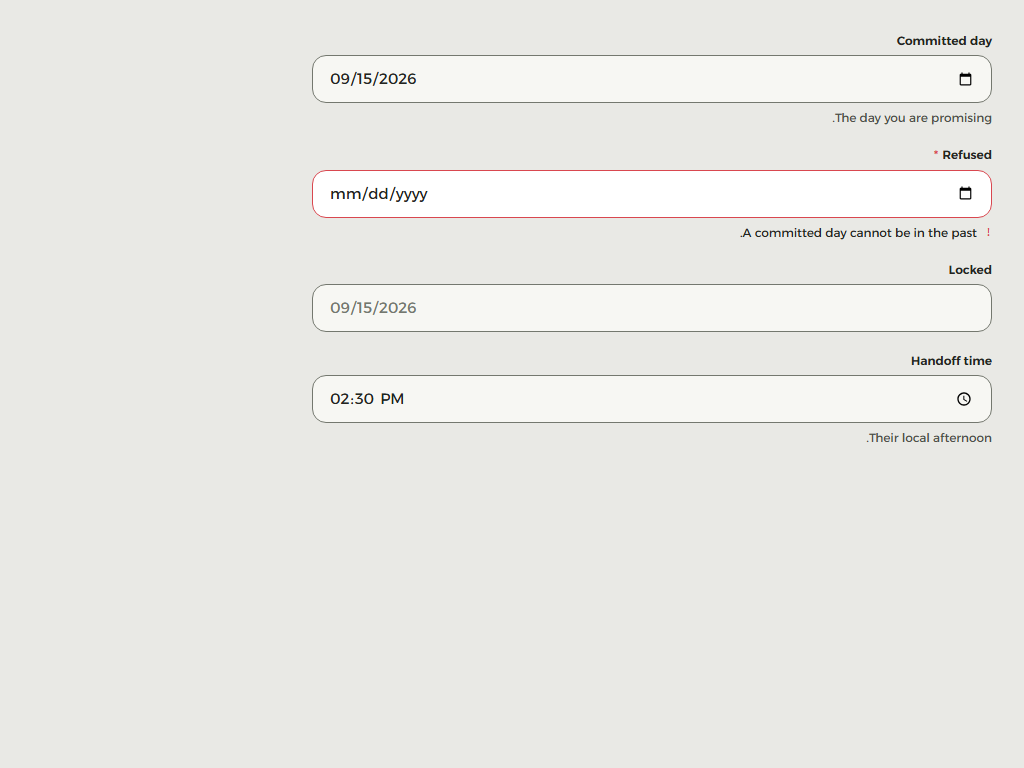 Committed day
09/15/2026
.The day you are promising
* Refused
mm/dd/yyyy
.A committed day cannot be in the past !
Locked
09/15/2026
Handoff time
02:30 PM
.Their local afternoon